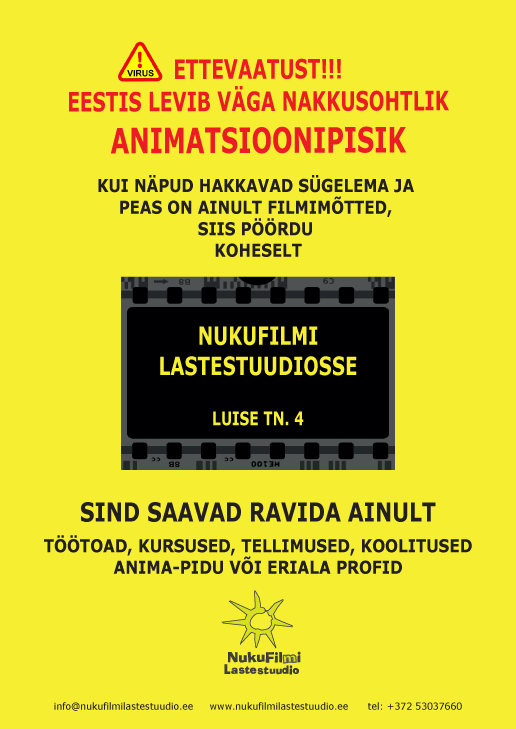 VIRUS
ETTEVAATUST!!!
EESTIS LEVIB VÄGA NAKKUSOHTLIK
ANIMATSIOONIPISIK
KUI NÄPUD HAKKAVAD SÜGELEMA JA
PEAS ON AINULT FILMIMÕTTED,
SIIS PÖÖRDU
KOHESELT
NUKUFILMI
LASTESTUUDIOSSE
LUISE TN. 4
SIND SAAVAD RAVIDA AINULT
TÖÖTOAD, KURSUSED, TELLIMUSED, KOOLITUSED
ANIMA-PIDU VÕI ERIALA PROFID
NukuFilmi
Lastestuudio
info@nukufilmilastestuudio.ee www.nukufilmilastestuudio.ee tel: +372 53037660